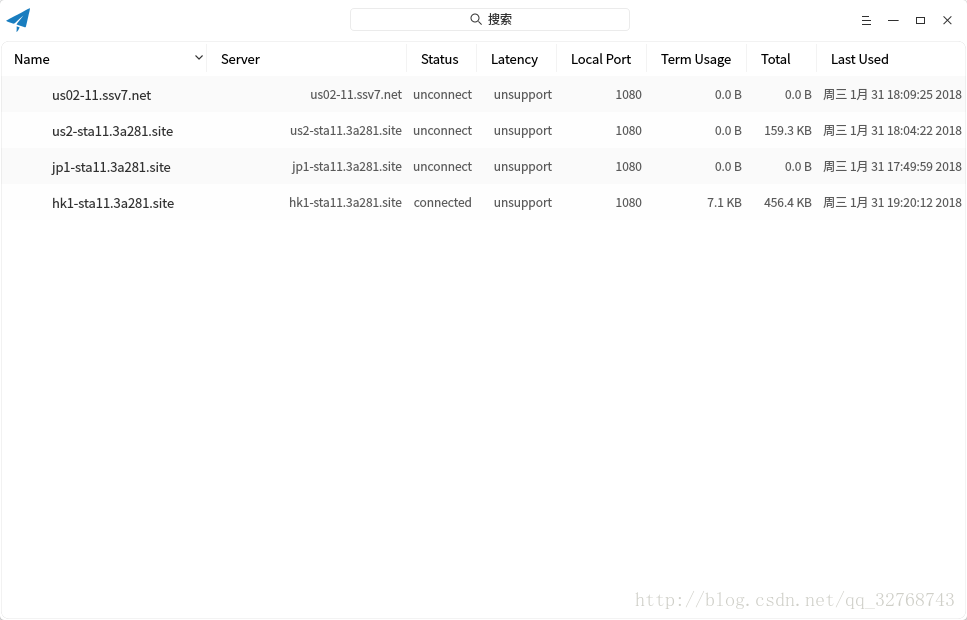 搜索
Name Server Status Latency Local Port Term Usage Total Last Used
us02-11.ssv7.net us02-11.ssv7.net unconnect unsupport 1080 0.0 B 0.0 B 周三 1月 31 18:09:25 2018
us2-sta11.3a281.site us2-sta11.3a281.site unconnect unsupport 1080 0.0 B 159.3 KB 周三 1月 31 18:04:22 2018
jp1-sta11.3a281.site jp1-sta11.3a281.site unconnect unsupport 1080 0.0 B 0.0 B 周三 1月 31 17:49:59 2018
hk1-sta11.3a281.site hk1-sta11.3a281.site connected unsupport 1080 7.1 KB 456.4 KB 周三 1月 31 19:20:12 2018
http://blog.csdn.net/qq_32768743